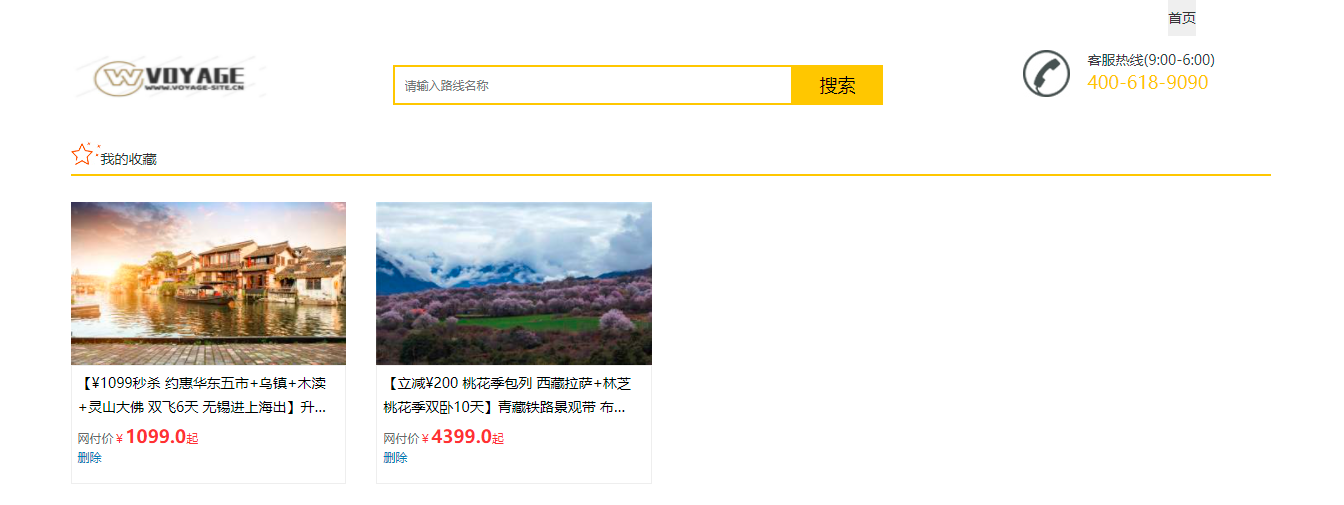 首页
VOYAGE
WWW.VOYAGE-SITE.CN
请输入路线名称
搜索
客服热线(9:00-6:00)
400-618-9090
我的收藏
【¥1099秒杀 约惠华东五市+乌镇+木渎
+灵山大佛 双飞6天 无锡进上海出】升...
网付价¥1099.0起
删除
【立减¥200 桃花季包列 西藏拉萨+林芝
桃花季双卧10天】青藏铁路景观带 布...
网付价¥4399.0起
删除